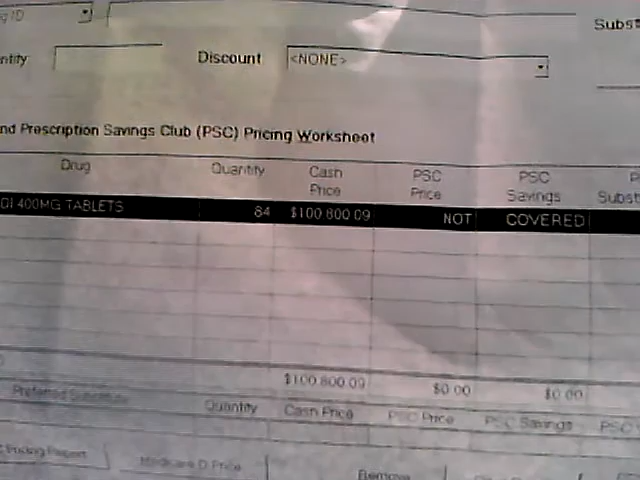 ID
Subst
ntity Discount <NONE>
nd Prescription Savings Club (PSC) Pricing Worksheet
Drug Quantity Cash Price PSC Price PSC Savings P Subst
DI 400MG TABLETS 84 $100 800.09 NOT COVERED
$100 800.09 $0.00 $0.00
Preferred Quantity Cash Price PSC Price PSC Savings PSC
Pricing Report Medicare D Price Remove